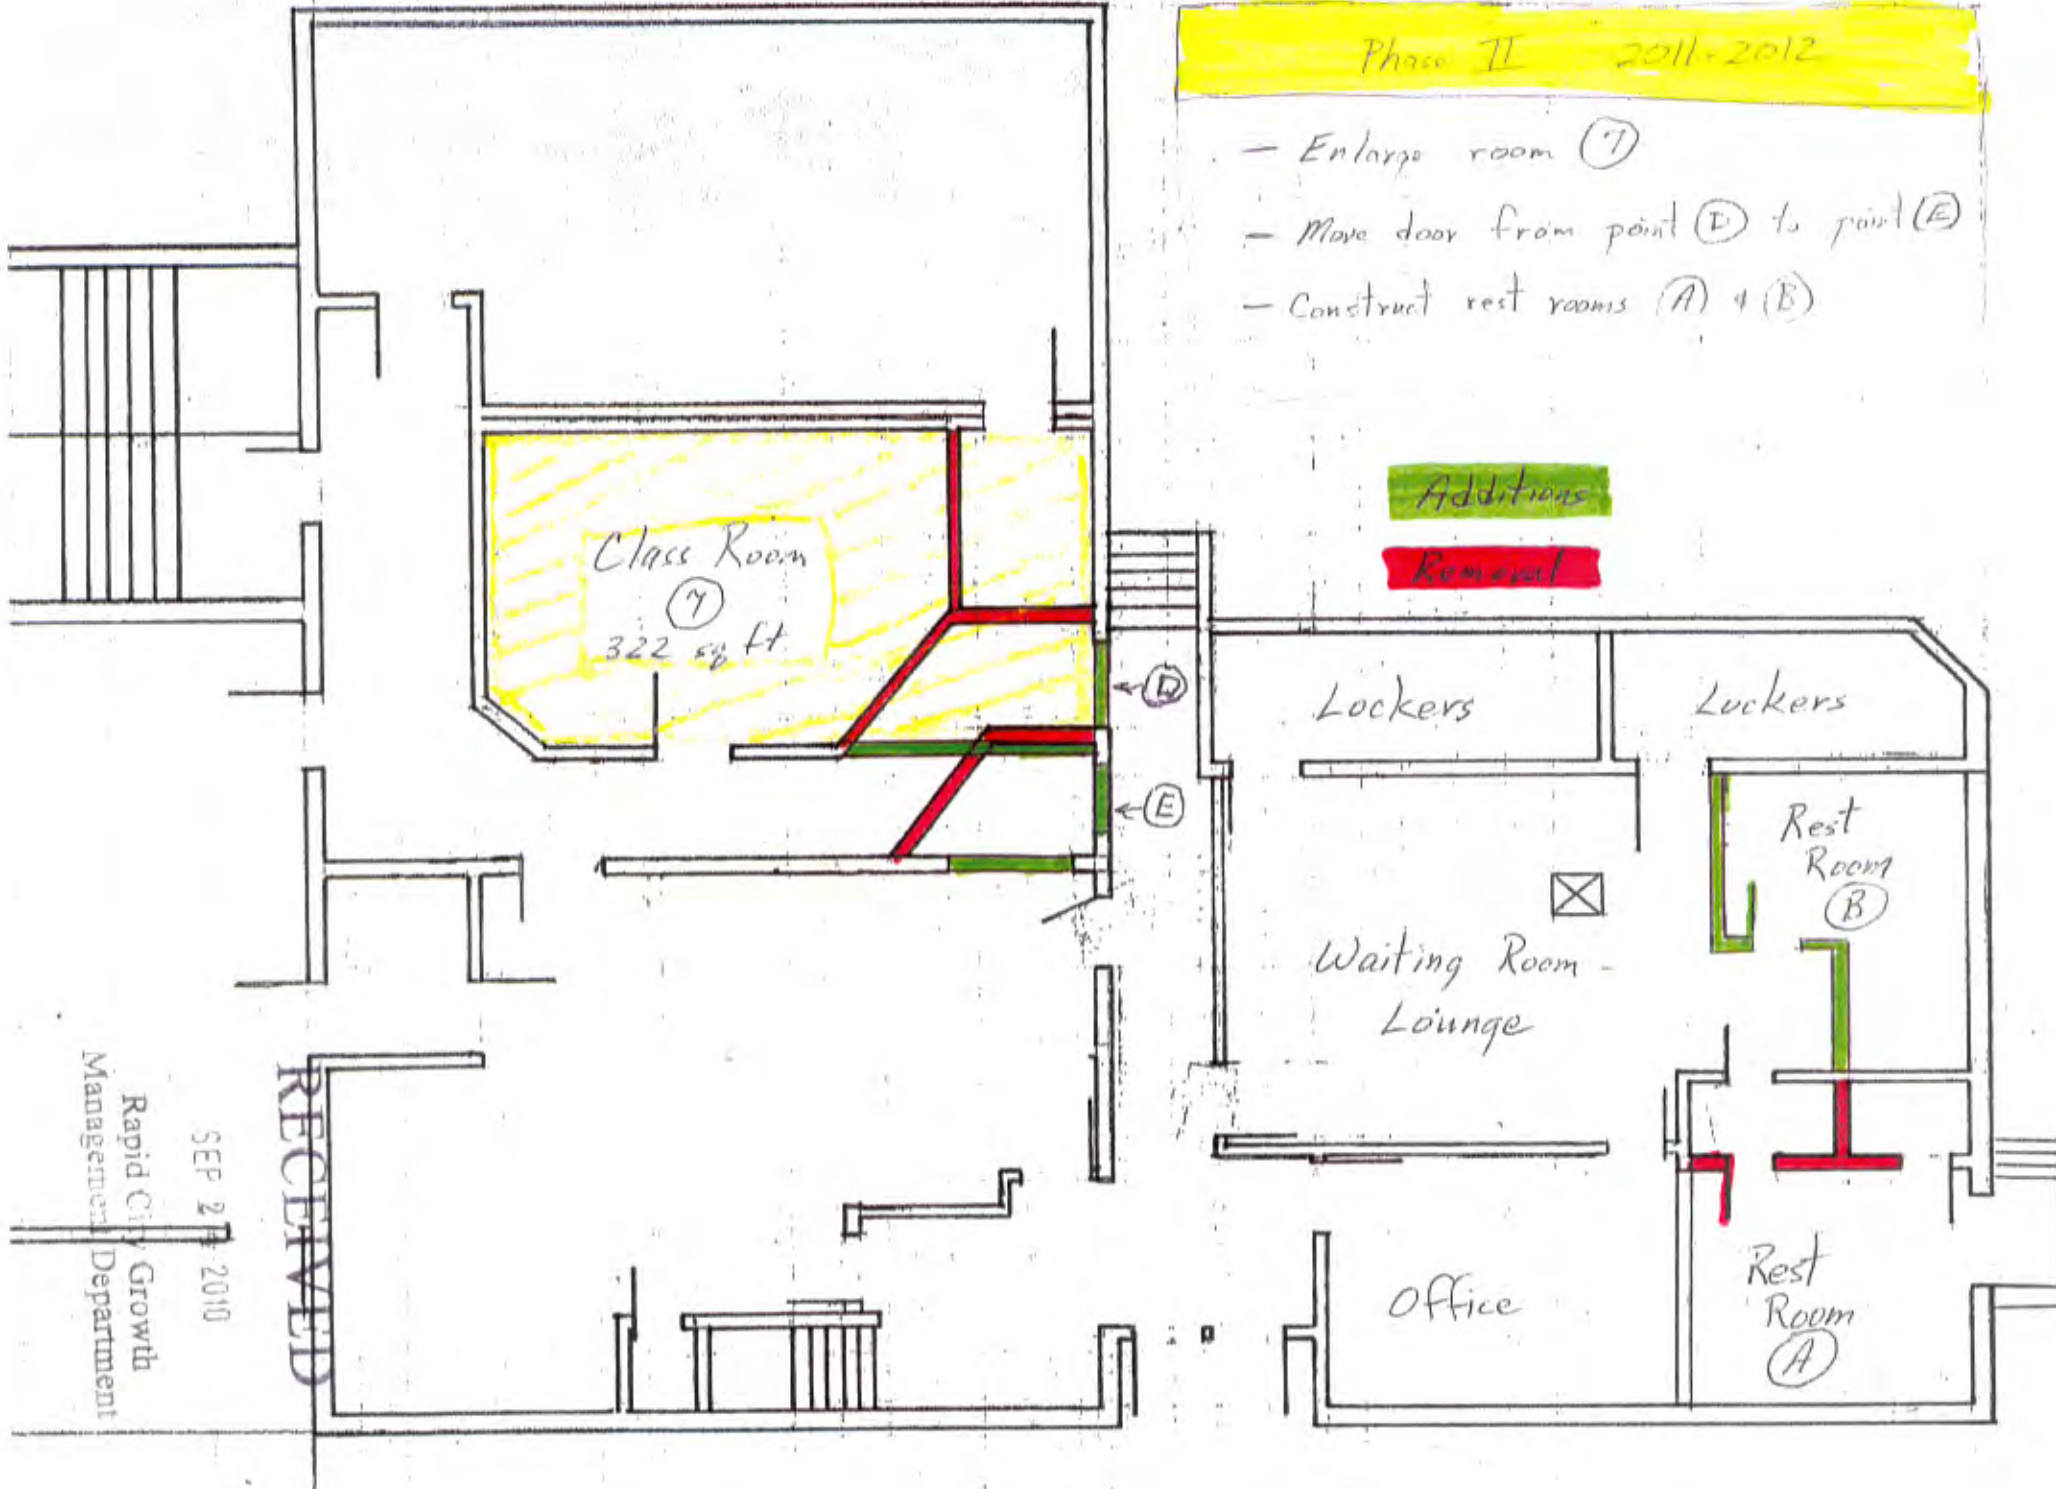 Phase II 2011-2012
- Enlarge room (7)
- Move door from point (D) to point (E)
- Construct rest rooms (A) & (B)
Additions
Removal
Class Room
(7)
322 sq ft
D
E
Lockers
Lockers
Rest
Room
(B)
Waiting Room -
Lounge
Office
Rest
Room
(A)
RECEIVED
SEP 2 2010
Rapid City Growth
Management Department